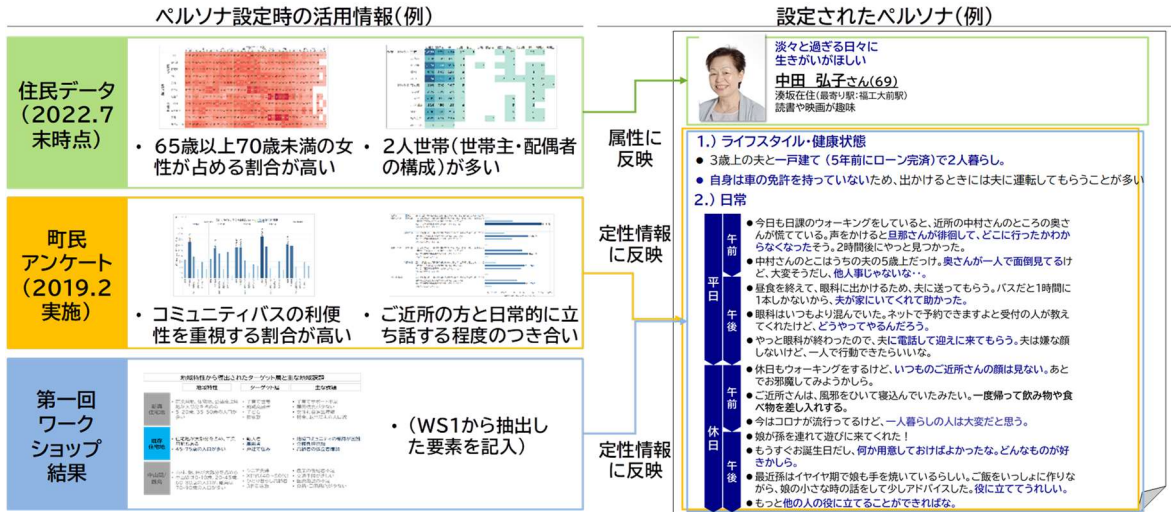 ペルソナ設定時の活用情報(例)
設定されたペルソナ(例)
住民データ
(2022.7
末時点)
• 65歳以上70歳未満の女
性が占める割合が高い
• 2人世帯(世帯主・配偶者
の構成)が多い
町民
アンケート
(2019.2
実施)
• コミュニティバスの利便
性を重視する割合が高い
• ご近所の方と日常的に立
ち話する程度のつき合い
第一回
ワーク
ショップ
結果
地域特性から導出されたターゲット層と主な地域課題
地域特性
ターゲット層
主な課題
• (WS1から抽出し
た要素を記入)
属性に
反映
定性情報
に反映
定性情報
に反映
淡々と過ぎる日々に
生きがいがほしい
中田 弘子さん(69)
湊坂在住(最寄り駅:福工大前駅)
読書や映画が趣味
1.) ライフスタイル・健康状態
● 3歳上の夫と一戸建て (5年前にローン完済)で2人暮らし。
● 自身は車の免許を持っていないため、出かけるときには夫に運転してもらうことが多い
2.) 日常
平日
午前
● 今日も日課のウオーキングをしていると、近所の中村さんのところの奥さ
んが慌てている。声をかけると旦那さんが徘徊して、どこに行ったかわか
らなくなったそう。2時間後にやっと見つかった。
● 中村さんのとこはうちの夫の5歳上だっけ。奥さんが一人で面倒見てるけ
ど、大変そうだし、他人事じゃないな・・。
午後
● 昼食を終えて、眼科に出かけるため、夫に送ってもらう。バスだと1時間に
1本しかないから、夫が家にいてくれて助かった。
● 眼科はいつもより混んでいた。ネットで予約できますよと受付の人が教え
てくれたけど、どうやってやるんだろう。
● やっと眼科が終わったので、夫に電話して迎えに来てもらう。夫は嫌な顔
しないけど、一人で行動できたらいいな。
休日
午前
● 休日もウォーキングをするけど、いつものご近所さんの顔は見ない。あと
でお邪魔してみようかしら。
● ご近所さんは、風邪をひいて寝込んでいたみたい。一度帰って飲み物や食
べ物を差し入れする。
● 今はコロナが流行ってるけど、一人暮らしの人は大変だと思う。
午後
● 娘が孫を連れて遊びに来てくれた!
● もうすぐお誕生日だし、何か用意しておけばよかったな。どんなものが好
きかしら。
● 最近孫はイヤイヤ期で娘も手を焼いているらしい。ご飯をいっしょに作りな
がら、娘の小さな時の話をして少しアドバイスした。役に立ててうれしい。
● もっと他の人の役に立てることができればな。